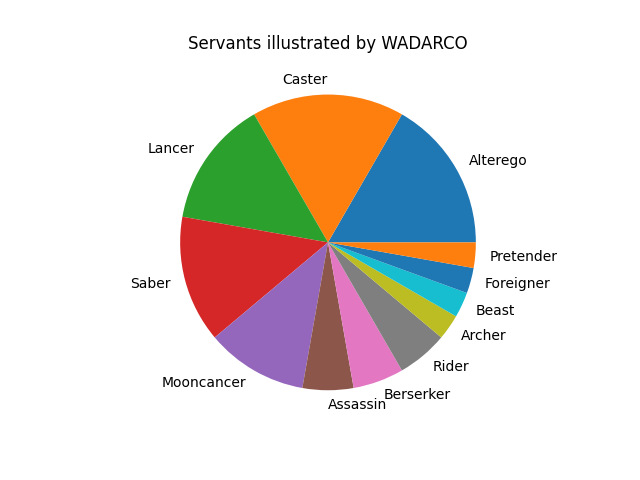 Servants illustrated by WADARCO
Caster
Lancer
Alterego
Saber
Pretender
Foreigner
Beast
Archer
Rider
Mooncancer
Berserker
Assassin